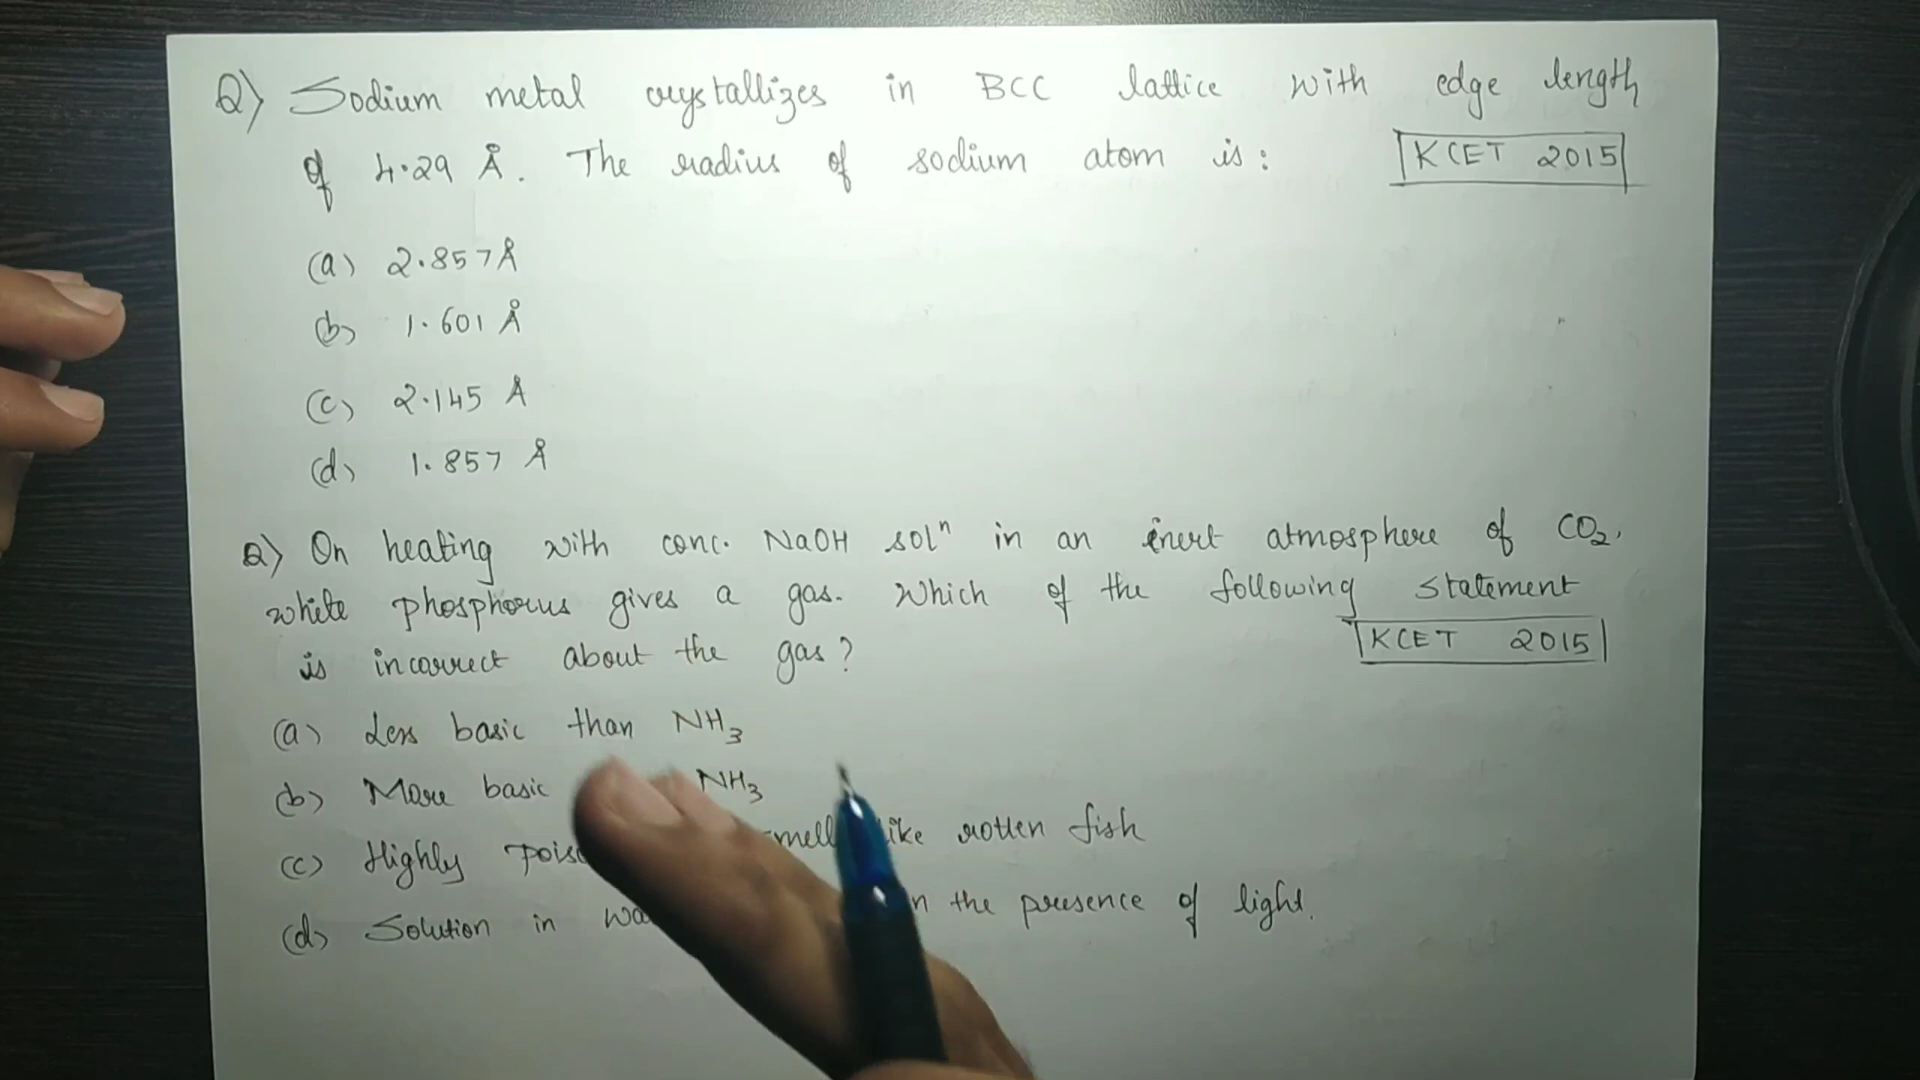 Q) Sodium metal crystallizes in BCC lattice with edge length
of 4.29 Å. The radius of sodium atom is:
KCET 2015
(a) 2.857Å
(b) 1.601 Å
(c) 2.145 A
(d) 1.857 Å
Q) On heating with conc. NaOH solⁿ in an inert atmosphere of CO₂,
white phosphorus gives a gas. Which of the following statement
is incorrect about the gas?
KCET 2015
(a) Less basic than NH₃
(b) More basic NH₃
(c) Highly rotten fish
(d) Solution in the presence of light.